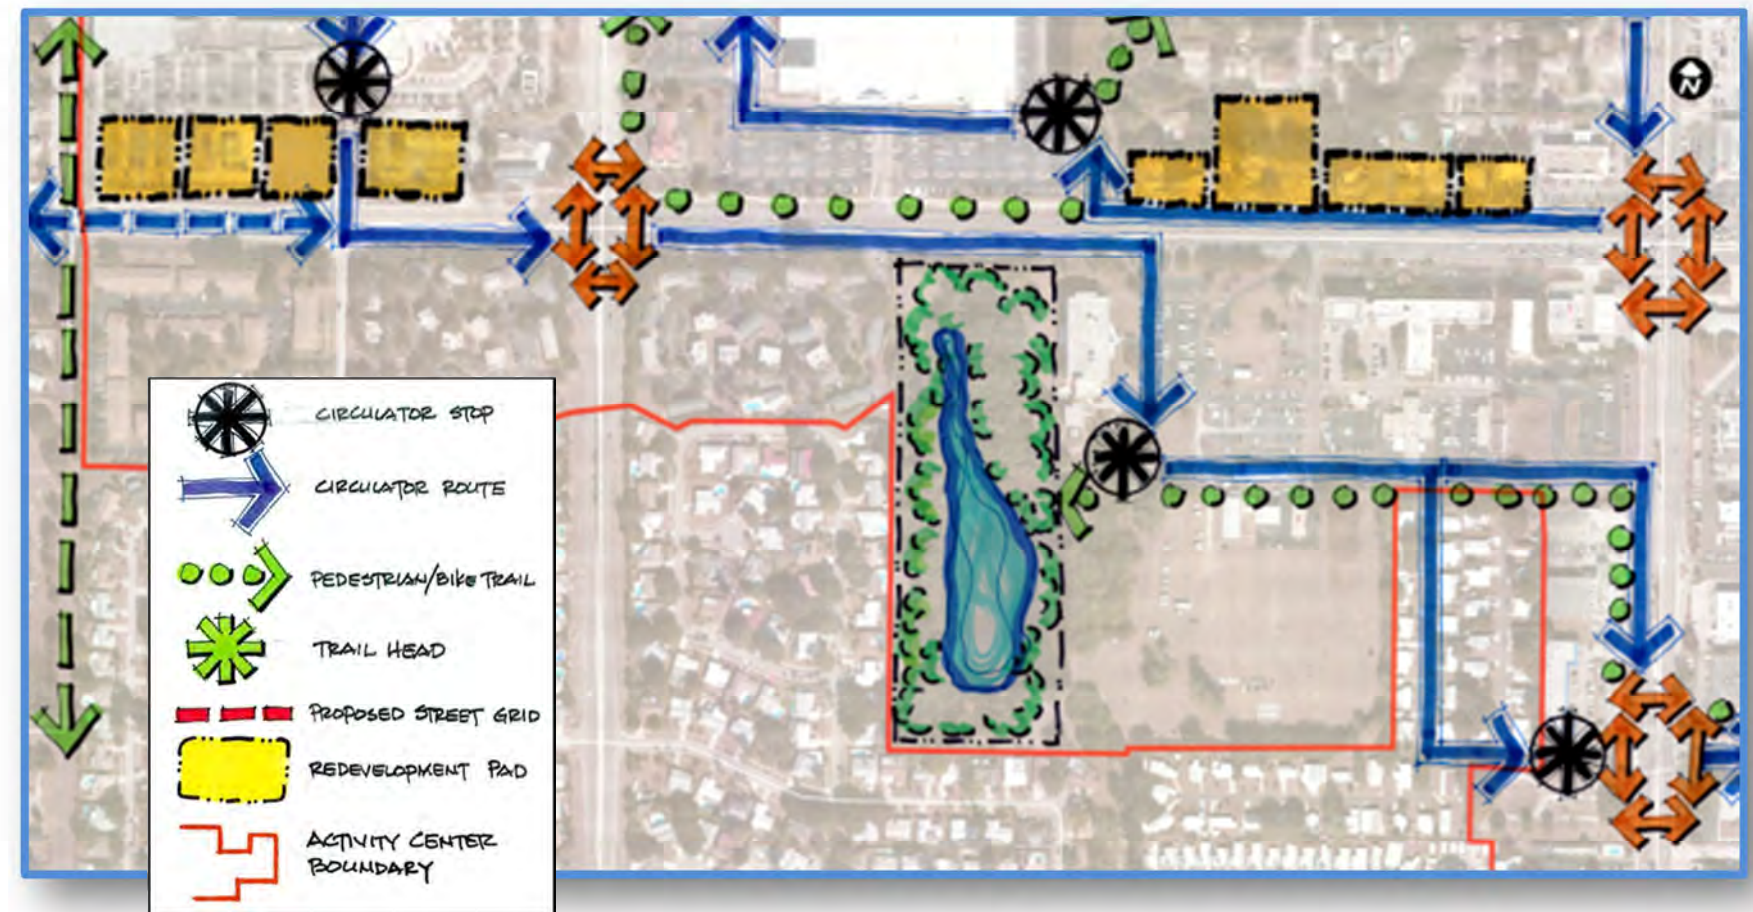 N
CIRCULATOR STOP
CIRCULATOR ROUTE
PEDESTRIAN/BIKE TRAIL
TRAIL HEAD
PROPOSED STREET GRID
REDEVELOPMENT PAD
ACTIVITY CENTER
BOUNDARY